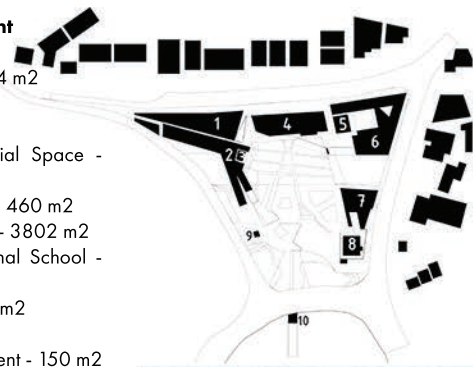 nt
4 m2
ial Space -
460 m2
- 3802 m2
nal School -
m2
ent - 150 m2
1
2
3
4
5
6
7
8
9
10